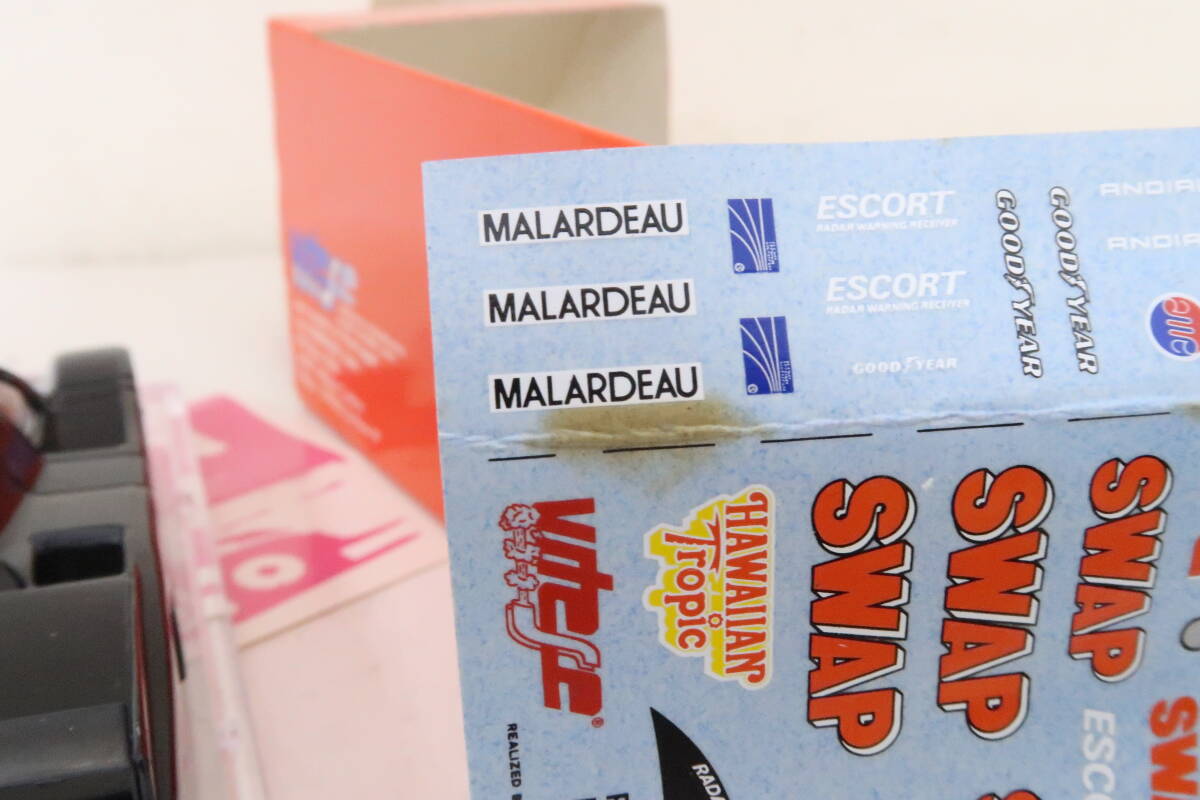 MALARDEAU
MALARDEAU
MALARDEAU
ESCORT
RADAR WARNING RECEIVER
ESCORT
RADAR WARNING RECEIVER
GOODYEAR
GOODYEAR
GOODYEAR
VITESSE®
HAWAIIAN
Tropic
SWAP
SWAP
SWAP
REALIZED